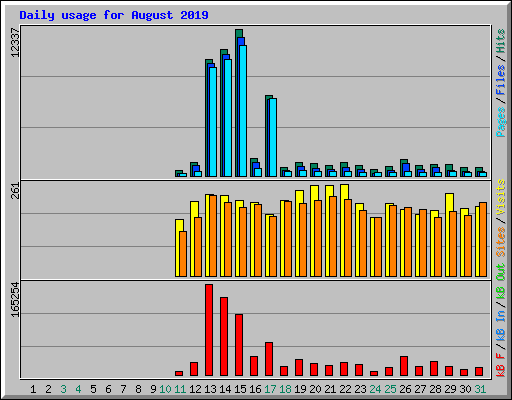 Daily usage for August 2019
12337
Pages / Files / Hits
261
Sites / Visits
165254
kB F / kB In / kB Out
1 2 3 4 5 6 7 8 9 10 11 12 13 14 15 16 17 18 19 20 21 22 23 24 25 26 27 28 29 30 31